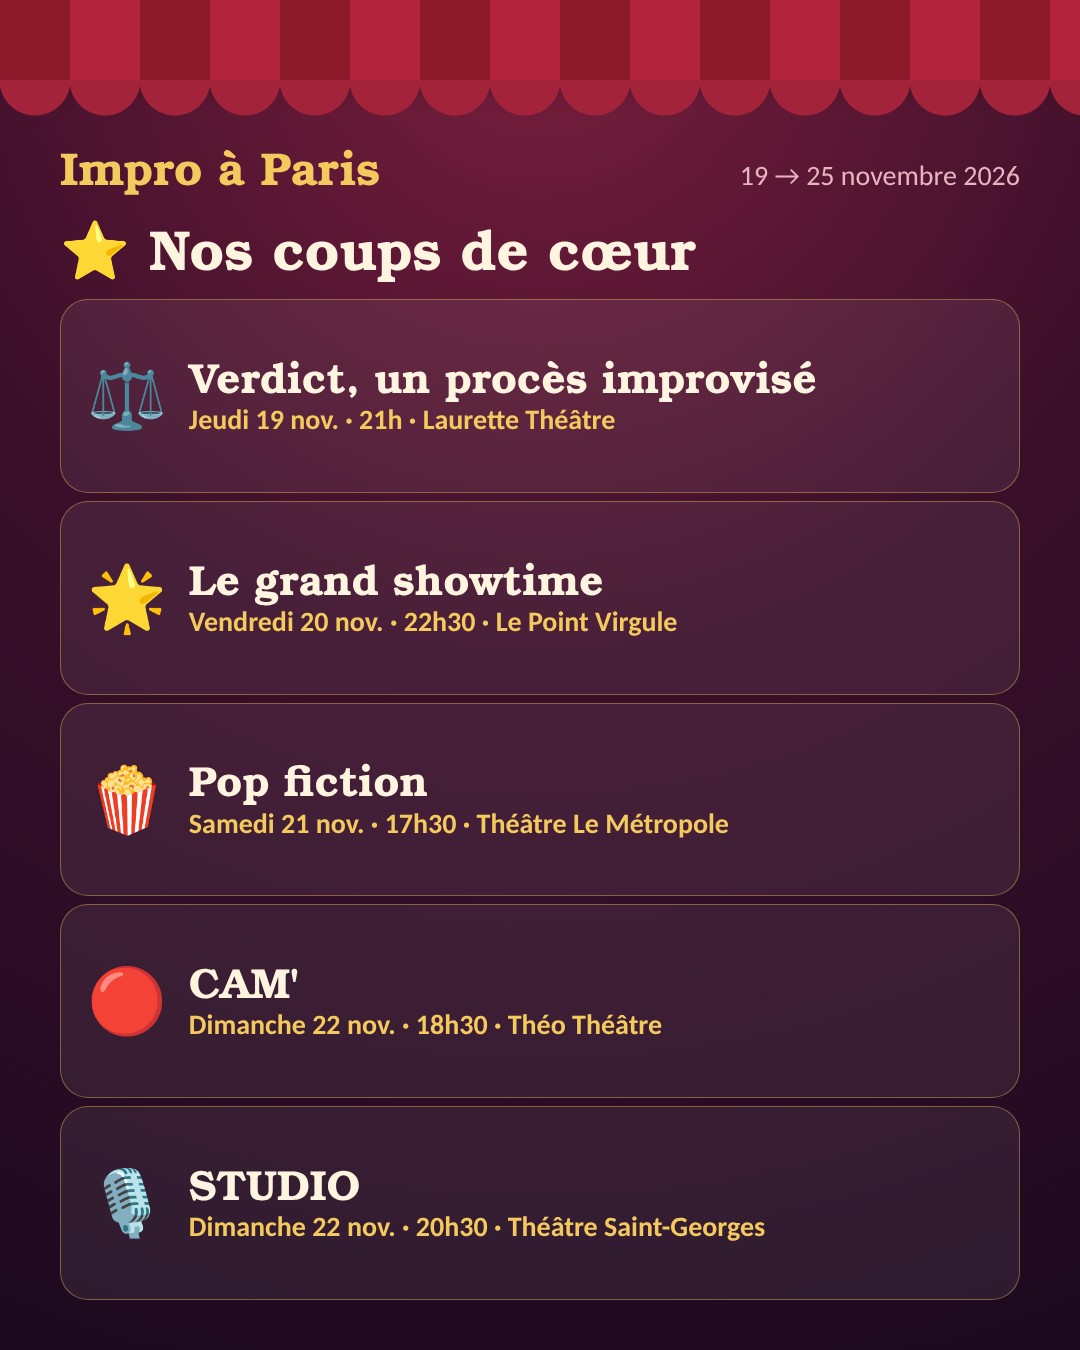 Impro à Paris
19 → 25 novembre 2026
Nos coups de cœur
Verdict, un procès improvisé
Jeudi 19 nov. · 21h · Laurette Théâtre
Le grand showtime
Vendredi 20 nov. · 22h30 · Le Point Virgule
Pop fiction
Samedi 21 nov. · 17h30 · Théâtre Le Métropole
CAM'
Dimanche 22 nov. · 18h30 · Théo Théâtre
STUDIO
Dimanche 22 nov. · 20h30 · Théâtre Saint-Georges